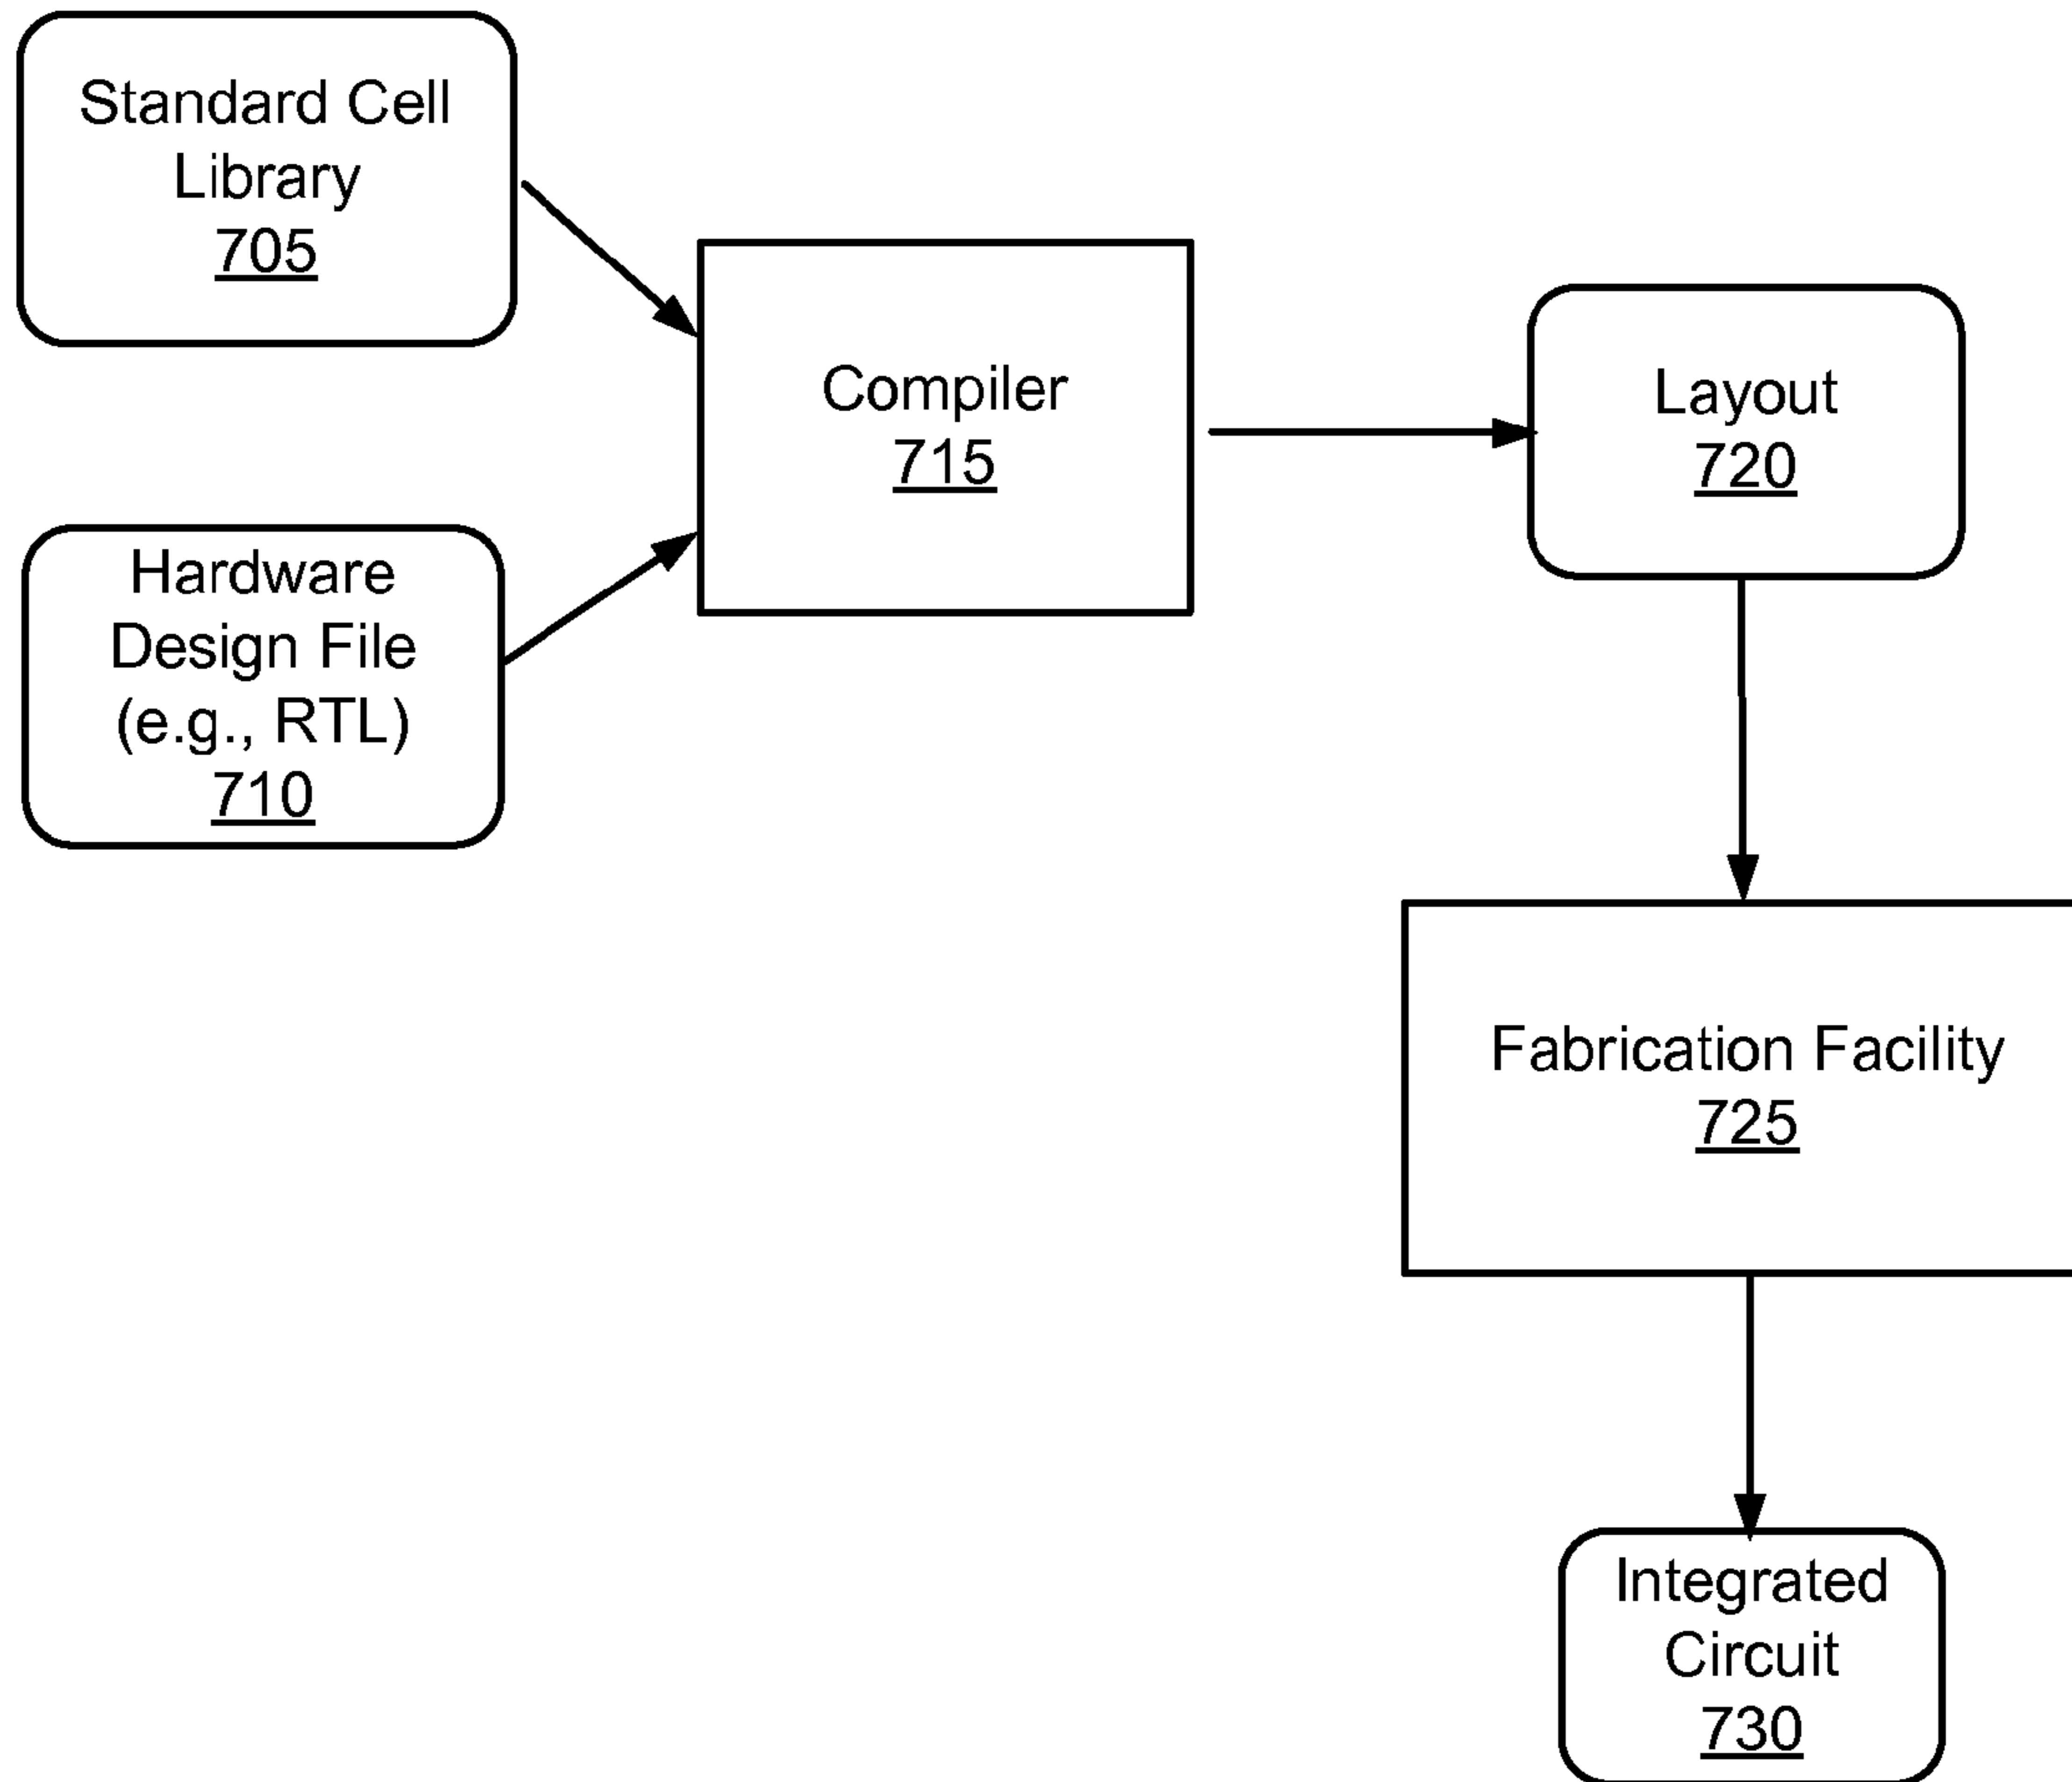 Standard Cell
Library
705
Hardware
Design File
(e.g., RTL)
710
Compiler
715
Layout
720
Fabrication Facility
725
Integrated
Circuit
730